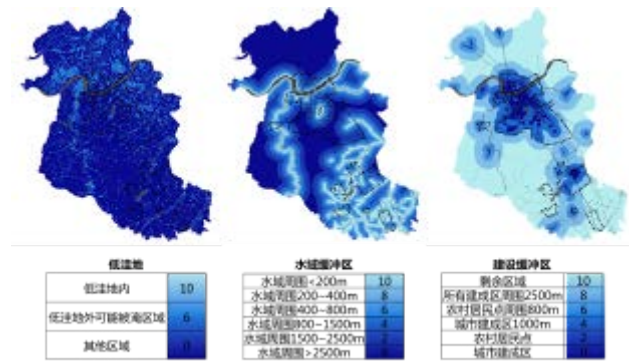 低洼地
低洼地内 10
低洼地外可能被淹区域 6
其他区域 0
水域缓冲区
水域周围<200m 10
水域周围200-400m 8
水域周围400-800m 6
水域周围800-1500m 4
水域周围1500-2500m 2
水域周围>2500m 0
建设缓冲区
剩余区域 10
所有建成区周围2500m 8
农村居民点周围800m 6
城市建成区1000m 4
农村居民点 2
城市建成区 0